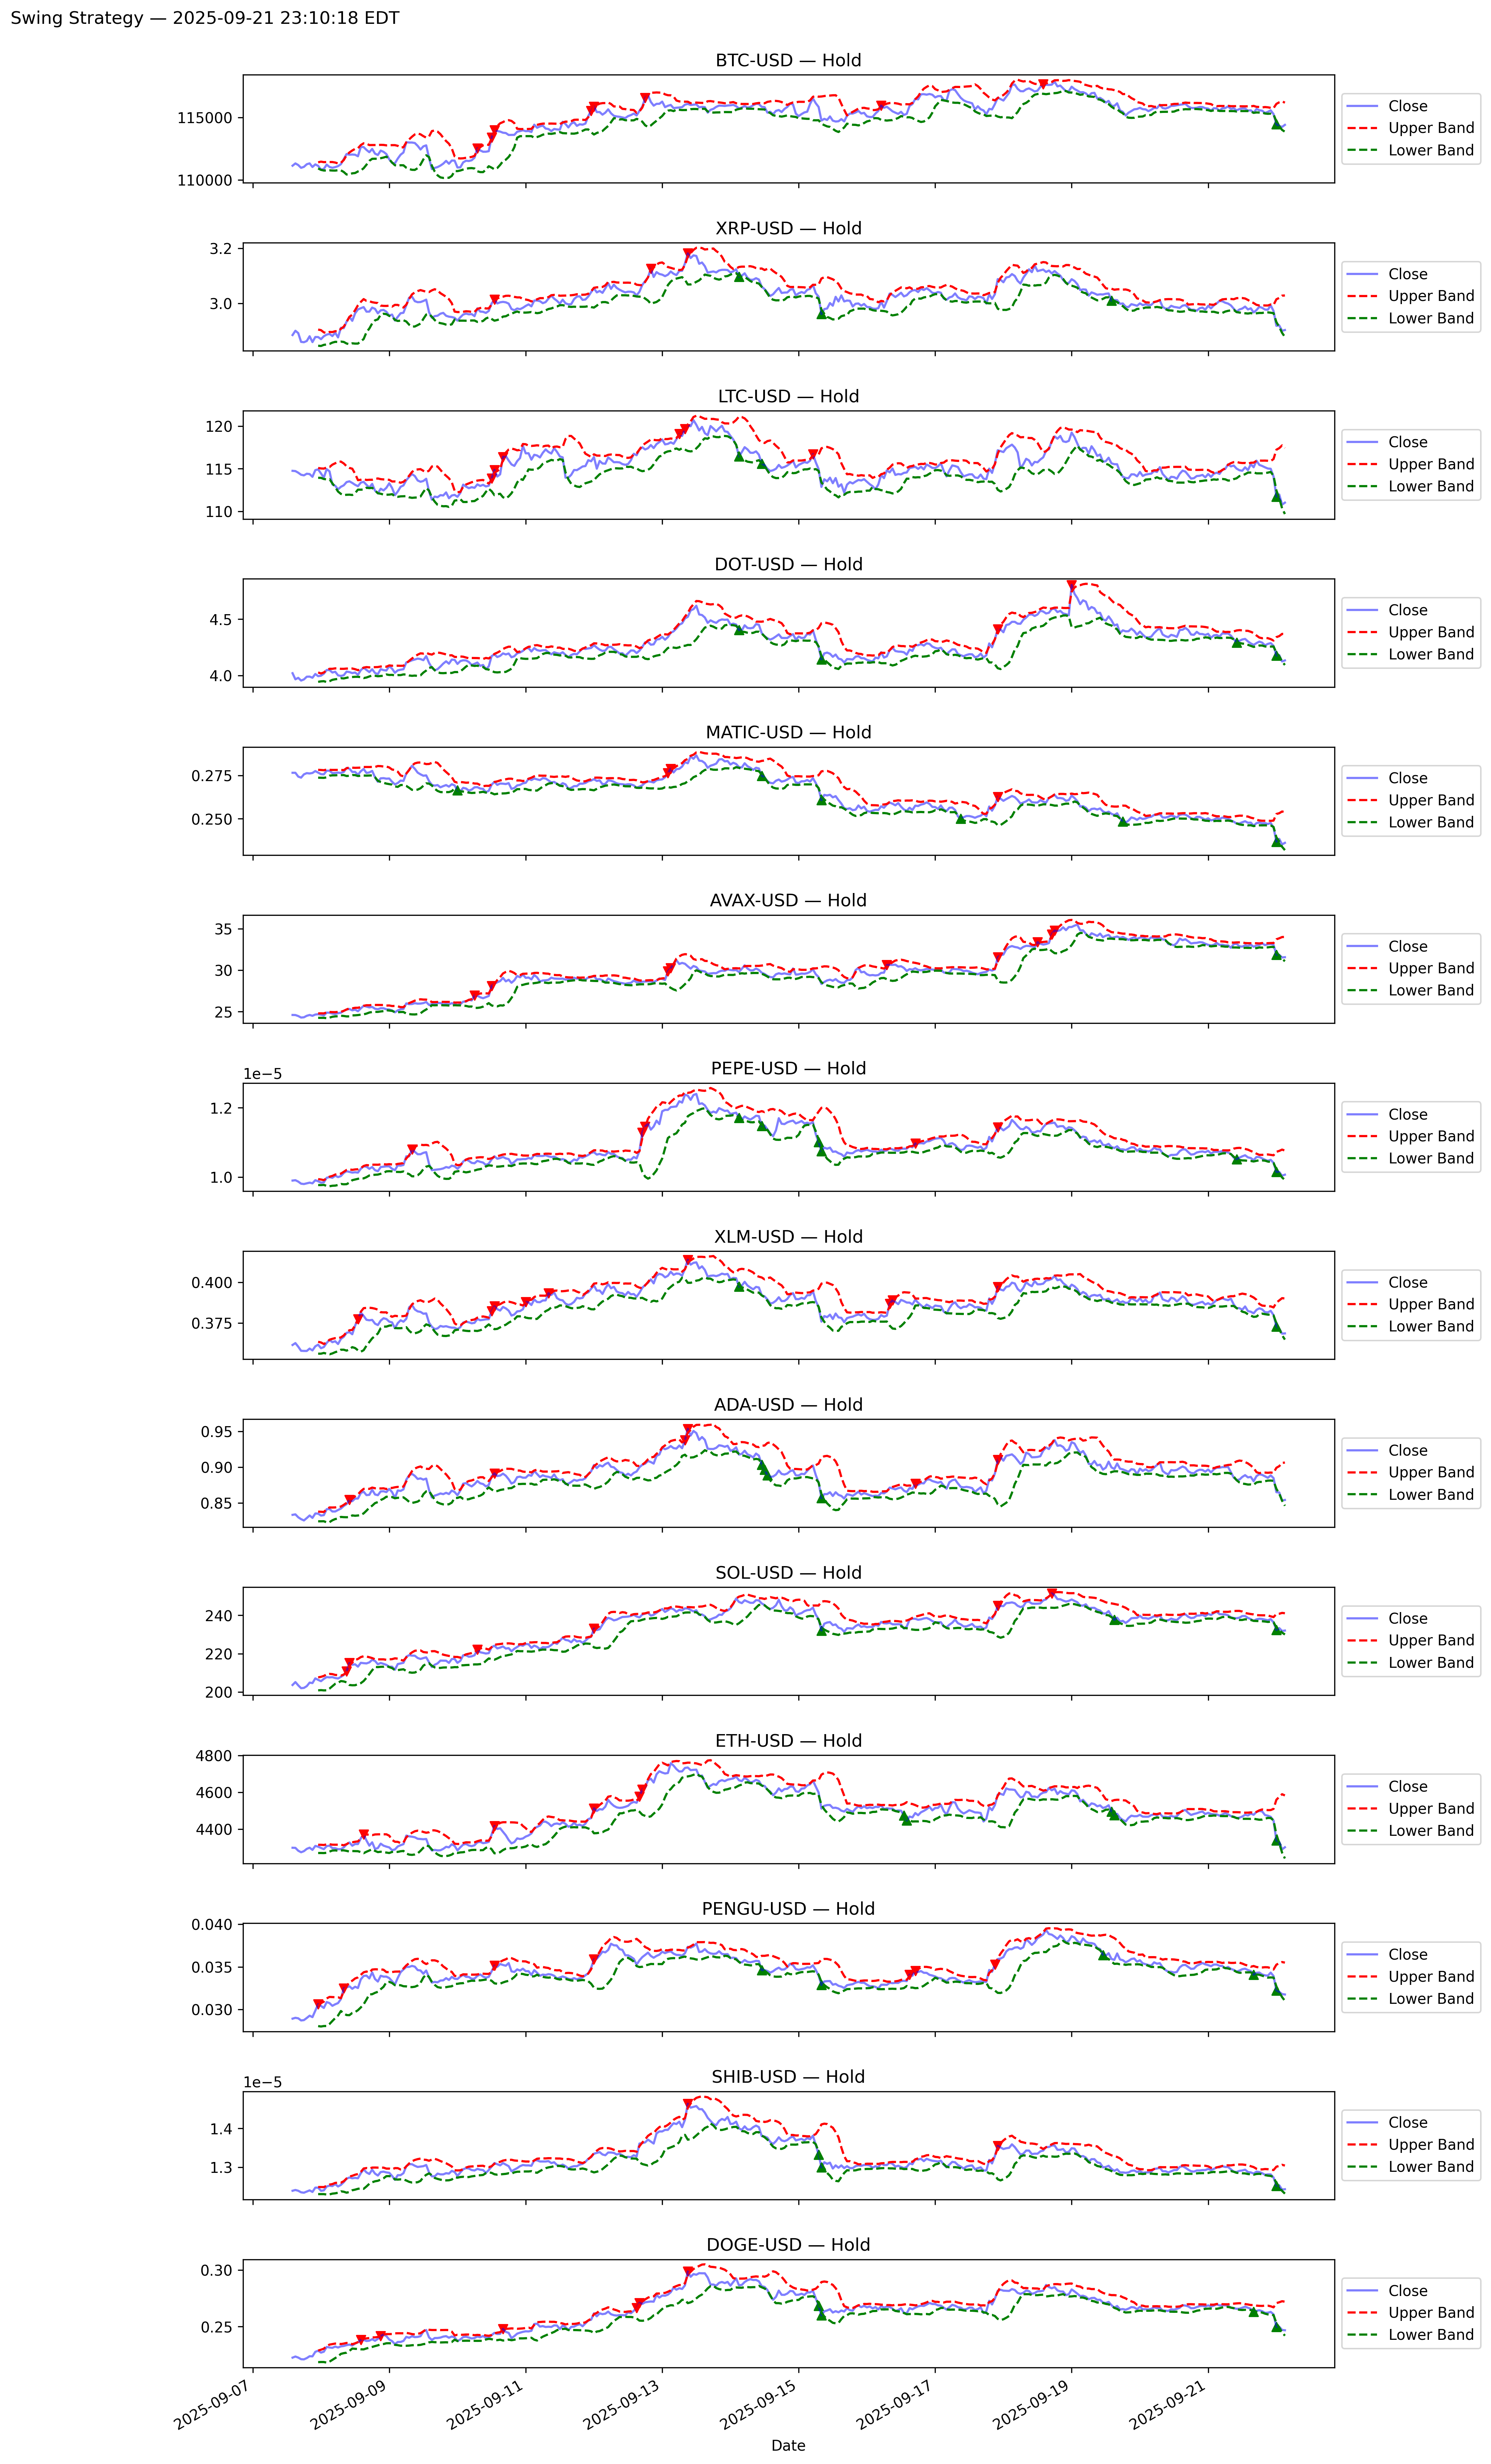 Swing Strategy — 2025-09-21 23:10:18 EDT
BTC-USD — Hold
115000
110000
Close
Upper Band
Lower Band
XRP-USD — Hold
3.2
3.0
Close
Upper Band
Lower Band
LTC-USD — Hold
120
115
110
Close
Upper Band
Lower Band
DOT-USD — Hold
4.5
4.0
Close
Upper Band
Lower Band
MATIC-USD — Hold
0.275
0.250
Close
Upper Band
Lower Band
AVAX-USD — Hold
35
30
25
Close
Upper Band
Lower Band
PEPE-USD — Hold
1e−5
1.2
1.0
Close
Upper Band
Lower Band
XLM-USD — Hold
0.400
0.375
Close
Upper Band
Lower Band
ADA-USD — Hold
0.95
0.90
0.85
Close
Upper Band
Lower Band
SOL-USD — Hold
240
220
200
Close
Upper Band
Lower Band
ETH-USD — Hold
4800
4600
4400
Close
Upper Band
Lower Band
PENGU-USD — Hold
0.040
0.035
0.030
Close
Upper Band
Lower Band
SHIB-USD — Hold
1e−5
1.4
1.3
Close
Upper Band
Lower Band
DOGE-USD — Hold
0.30
0.25
Close
Upper Band
Lower Band
2025-09-07
2025-09-09
2025-09-11
2025-09-13
2025-09-15
2025-09-17
2025-09-19
2025-09-21
Date